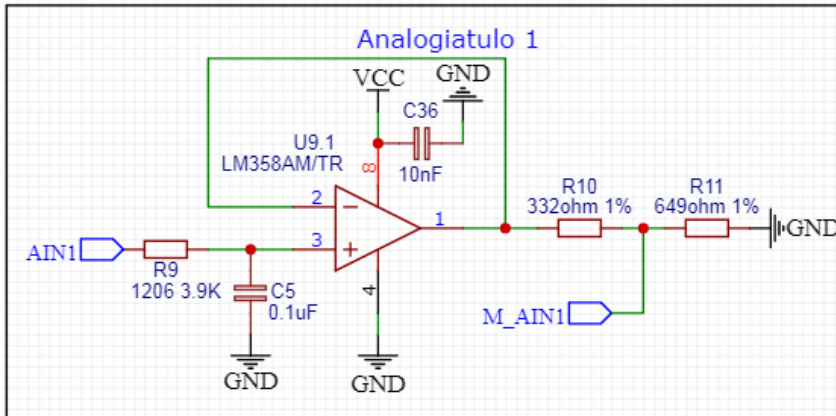 Analogiatulo 1
VCC
GND
C36
10nF
U9.1
LM358AM/TR
8
2
3
1
4
AIN1
R9
1206 3.9K
C5
0.1uF
GND
GND
R10
332ohm 1%
R11
649ohm 1%
GND
M_AIN1